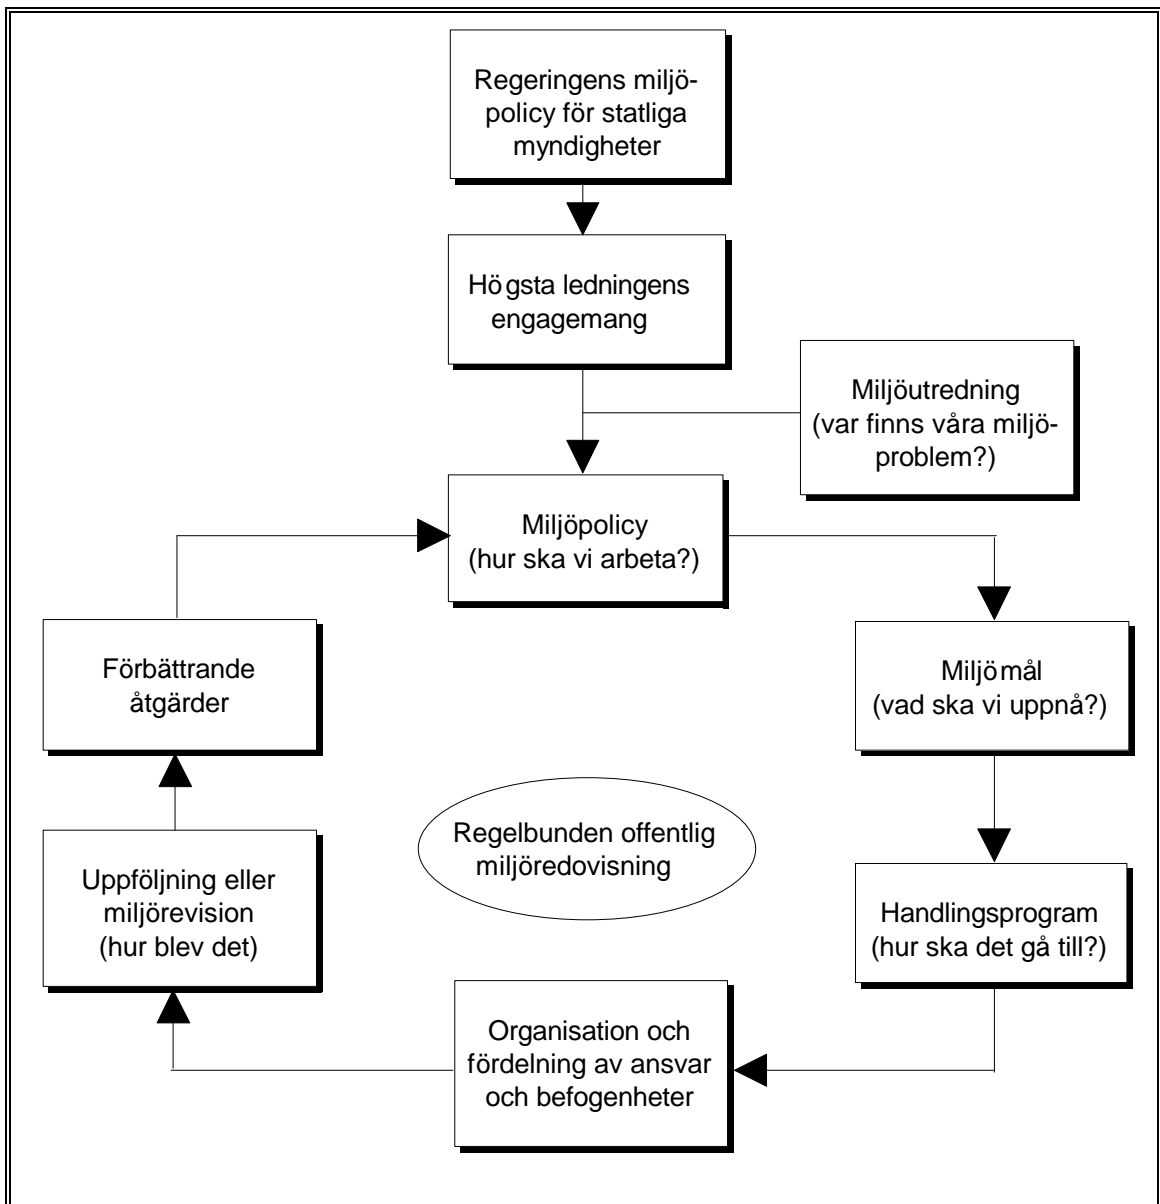 Regeringens miljö-
policy för statliga
myndigheter
Högsta ledningens
engagemang
Miljöutredning
(var finns våra miljö-
problem?)
Miljöpolicy
(hur ska vi arbeta?)
Förbättrande
åtgärder
Miljömål
(vad ska vi uppnå?)
Regelbunden offentlig
miljöredovisning
Uppföljning eller
miljörevision
(hur blev det)
Handlingsprogram
(hur ska det gå till?)
Organisation och
fördelning av ansvar
och befogenheter